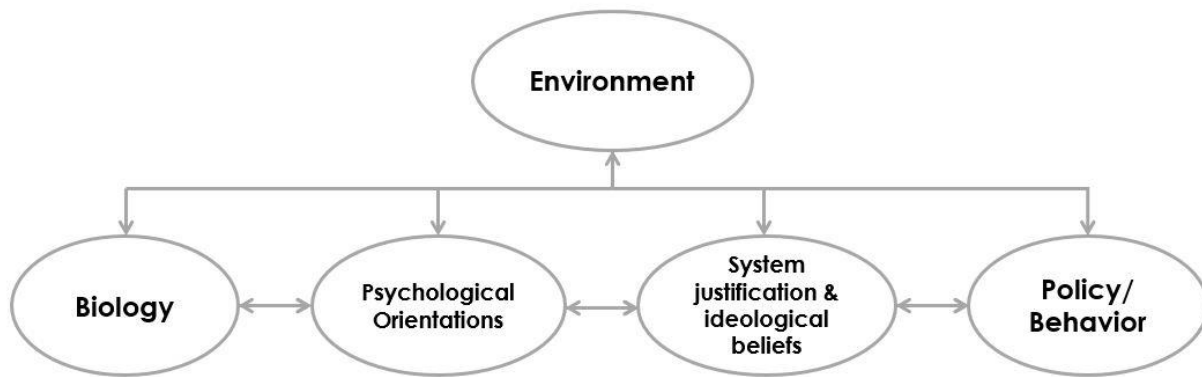 Environment
Biology
Psychological
Orientations
System
justification &
ideological
beliefs
Policy/
Behavior